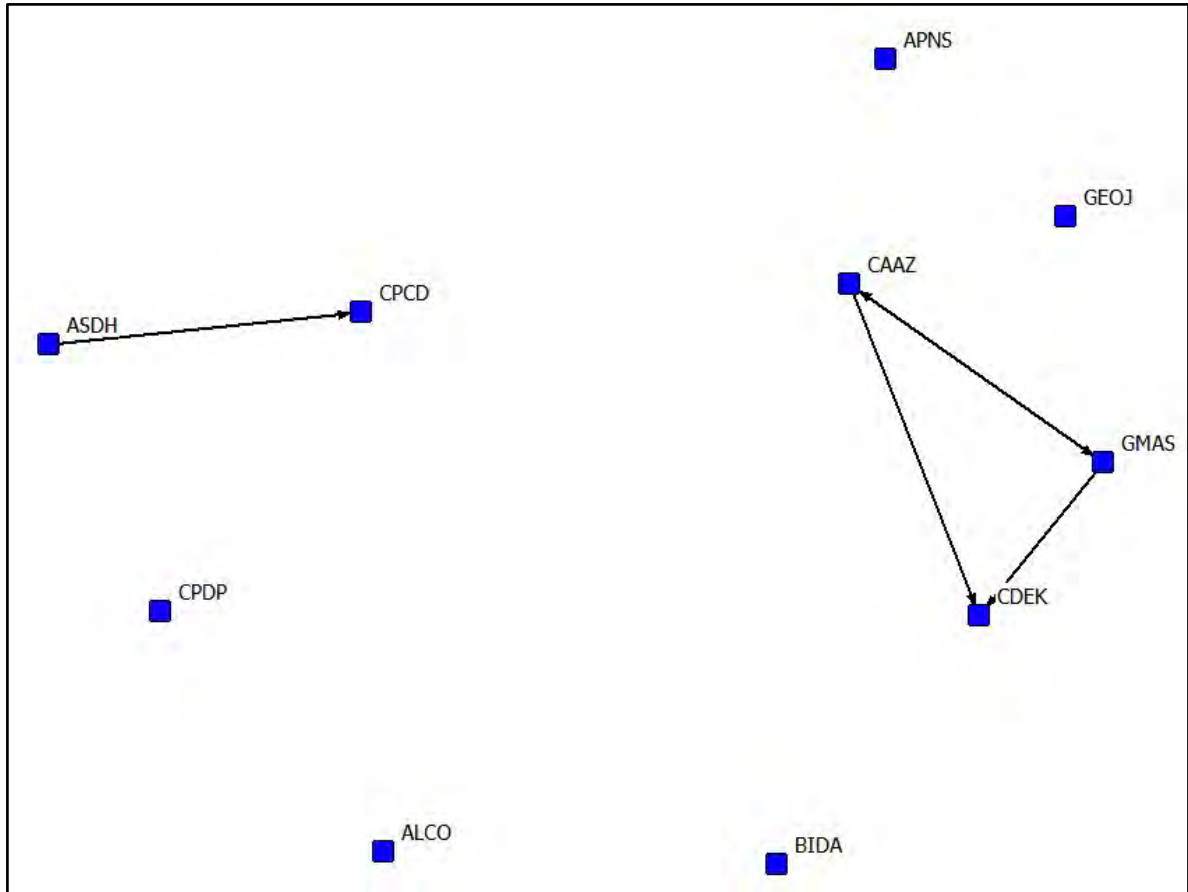 APNS
GEOJ
CAAZ
CPCD
ASDH
GMAS
CPDP
CDEK
ALCO
BIDA